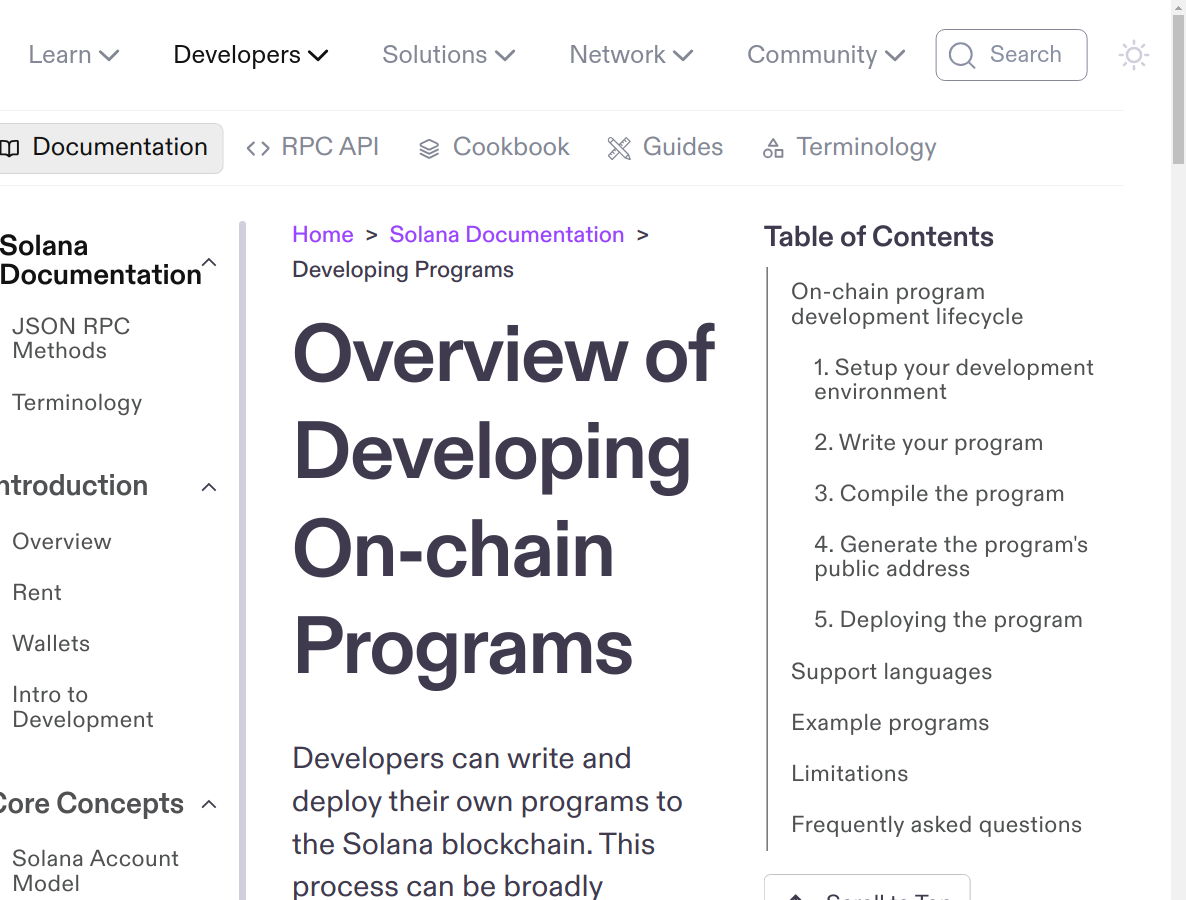 Learn
Developers
Solutions
Network
Community
Search
Documentation
RPC API
Cookbook
Guides
Terminology
Solana
Documentation
JSON RPC
Methods
Terminology
ntroduction
Overview
Rent
Wallets
Intro to
Development
Core Concepts
Solana Account
Model
Home > Solana Documentation >
Developing Programs
Overview of
Developing
On-chain
Programs
Developers can write and
deploy their own programs to
the Solana blockchain. This
process can be broadly
Table of Contents
On-chain program
development lifecycle
1. Setup your development
environment
2. Write your program
3. Compile the program
4. Generate the program's
public address
5. Deploying the program
Support languages
Example programs
Limitations
Frequently asked questions
Scroll to Top